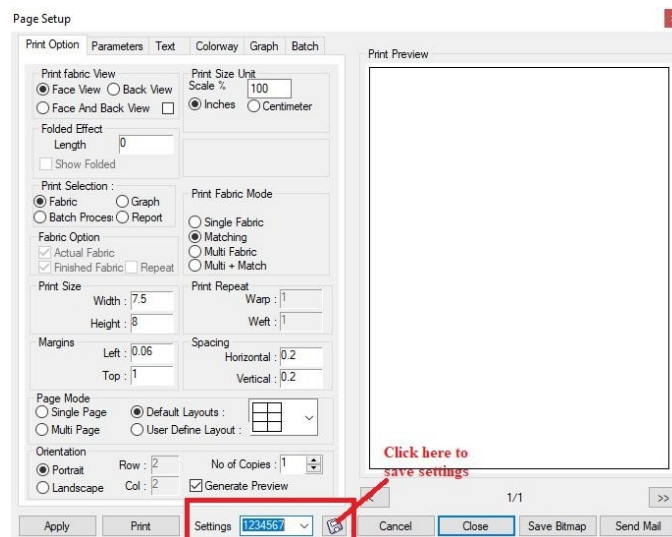 Page Setup
Print Option Parameters Text Colorway Graph Batch
Print fabric View
Face View Back View
Face And Back View
Print Size Unit
Scale % 100
Inches Centimeter
Folded Effect
Length 0
Show Folded
Print Selection :
Fabric Graph
Batch Proces: Report
Print Fabric Mode
Single Fabric
Matching
Multi Fabric
Multi + Match
Fabric Option
Actual Fabric
Finished Fabric Repeat
Print Size
Width : 7.5
Height : 8
Print Repeat
Warp : 1
Weft : 1
Margins
Left : 0.06
Top : 1
Spacing
Horizontal : 0.2
Vertical : 0.2
Page Mode
Single Page Default Layouts :
Multi Page User Define Layout :
Orientation
Portrait Row : 2 No of Copies : 1
Landscape Col : 2 Generate Preview
Apply Print Settings 1234567
Print Preview
Click here to
save settings
< 1/1 >>
Cancel Close Save Bitmap Send Mail